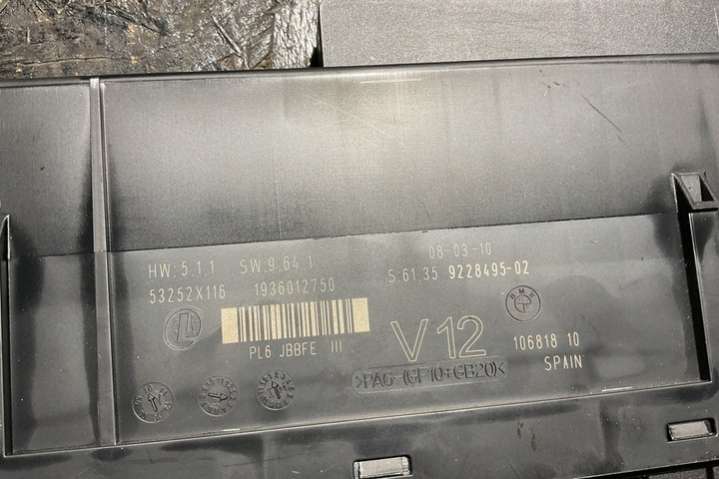 08-03-10
HW:5.1.1 SW:9.64.1
S 61.35 9228495-02
53252X116 1936012750
BMW
L
V12
106818 10
PL6 JBBFE III
SPAIN
>PA6-(GF10+GB20)<